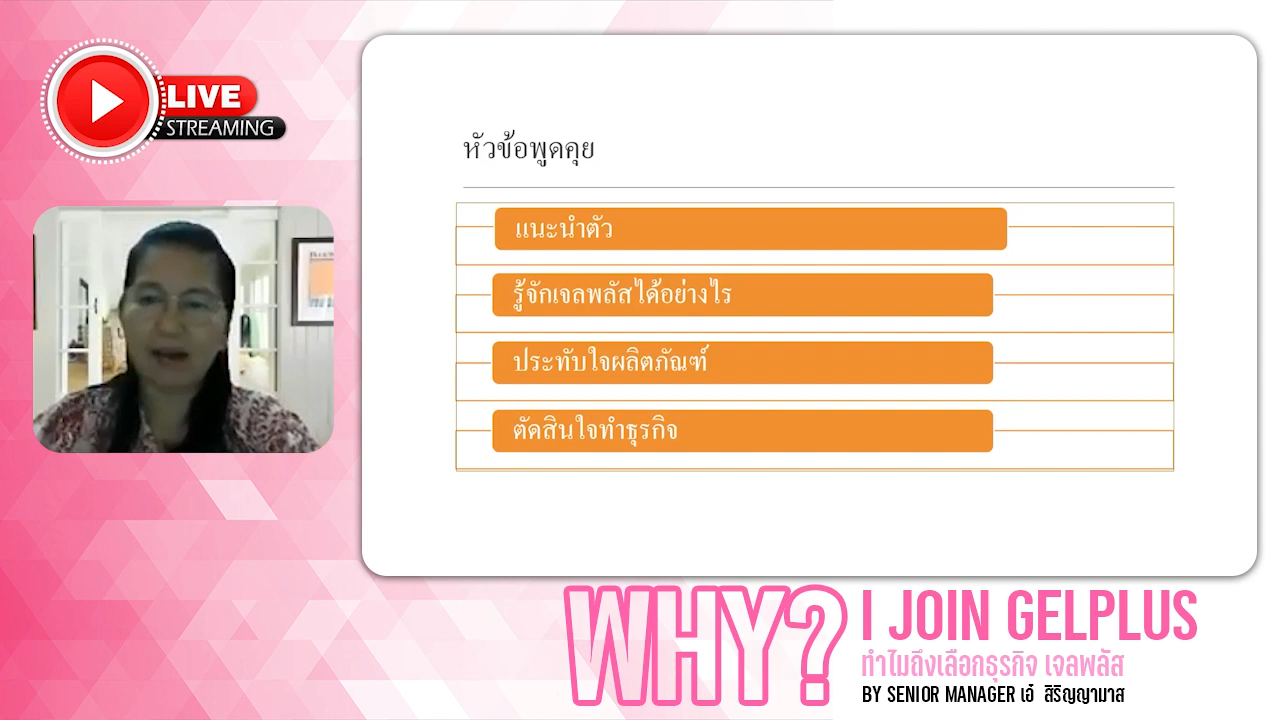 LIVE
STREAMING
หัวข้อพูดคุย
แนะนำตัว
รู้จักเจลพลัสได้อย่างไร
ประทับใจผลิตภัณฑ์
ตัดสินใจทำธุรกิจ
WHY?
I JOIN GELPLUS
ทำไมถึงเลือกธุรกิจ เจลพลัส
BY SENIOR MANAGER เอ๋ สิริญญามาส